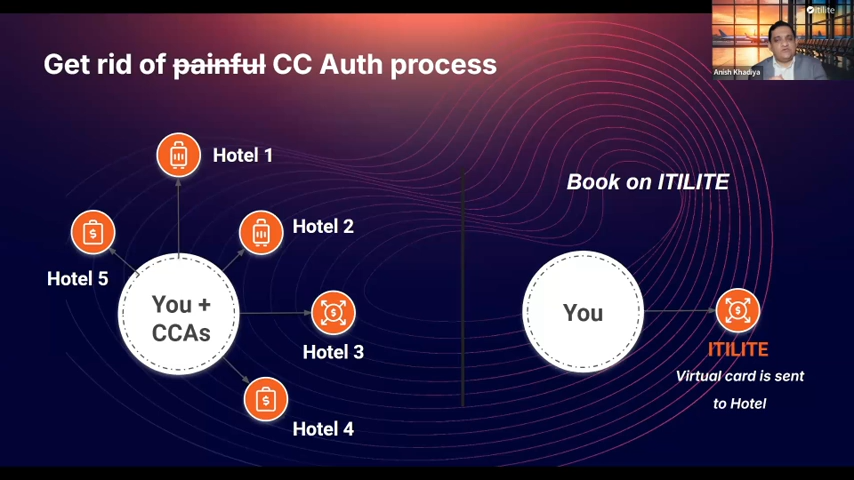 itilite
Anish Khadiya
Get rid of painful CC Auth process
Hotel 1
Hotel 2
Hotel 5
You +
CCAs
Hotel 3
Hotel 4
Book on ITILITE
You
ITILITE
Virtual card is sent
to Hotel